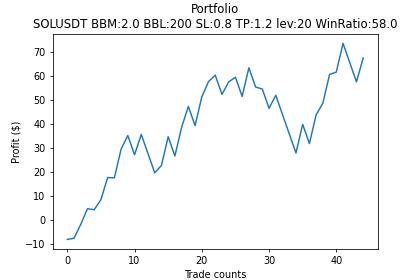 Portfolio
SOLUSDT BBM:2.0 BBL:200 SL:0.8 TP:1.2 lev:20 WinRatio:58.0
70
60
50
40
30
20
10
0
−10
Profit ($)
0 10 20 30 40
Trade counts